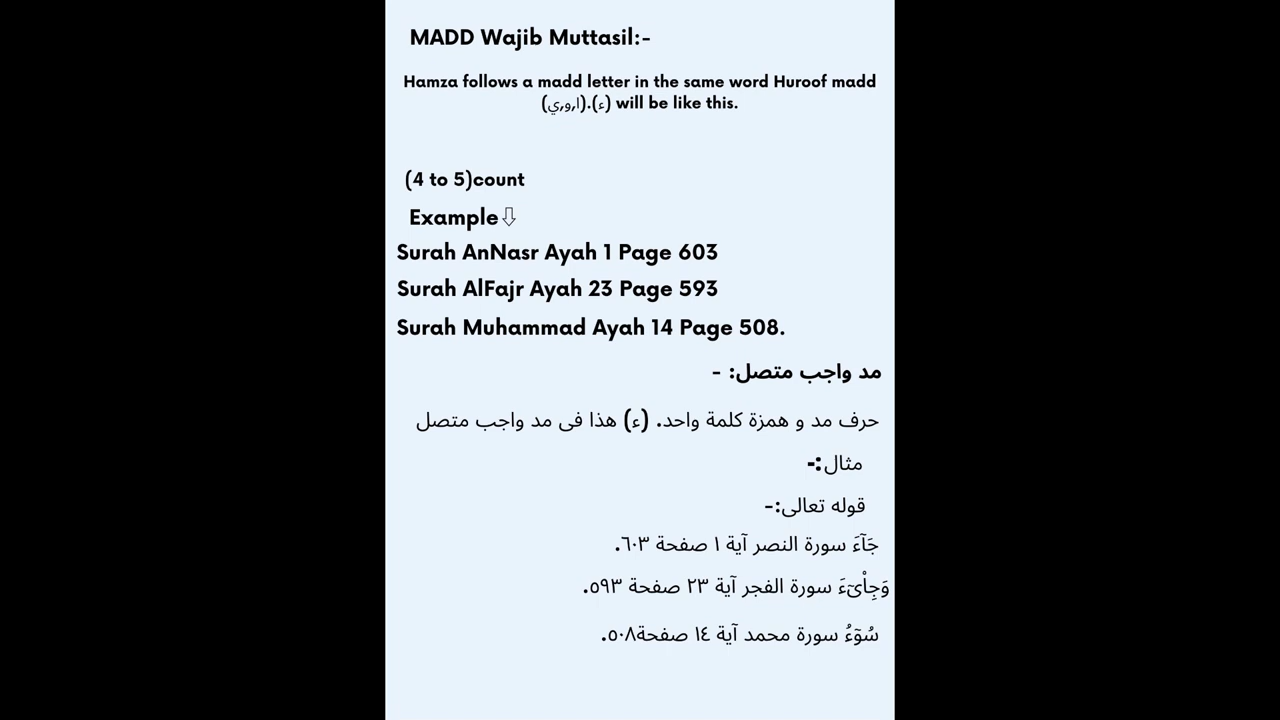 MADD Wajib Muttasil:-
Hamza follows a madd letter in the same word Huroof madd
(ا,و,ي).(ء) will be like this.
(4 to 5)count
Example⇩
Surah AnNasr Ayah 1 Page 603
Surah AlFajr Ayah 23 Page 593
Surah Muhammad Ayah 14 Page 508.
مد واجب متصل: -
حرف مد و همزة كلمة واحد. (ء) هذا فى مد واجب متصل
مثال:-
قوله تعالى:-
جَآءَ سورة النصر آية ١ صفحة ٦٠٣.
وَجِاْىٓءَ سورة الفجر آية ٢٣ صفحة ٥٩٣.
سُوٓءُ سورة محمد آية ١٤ صفحة٥٠٨.